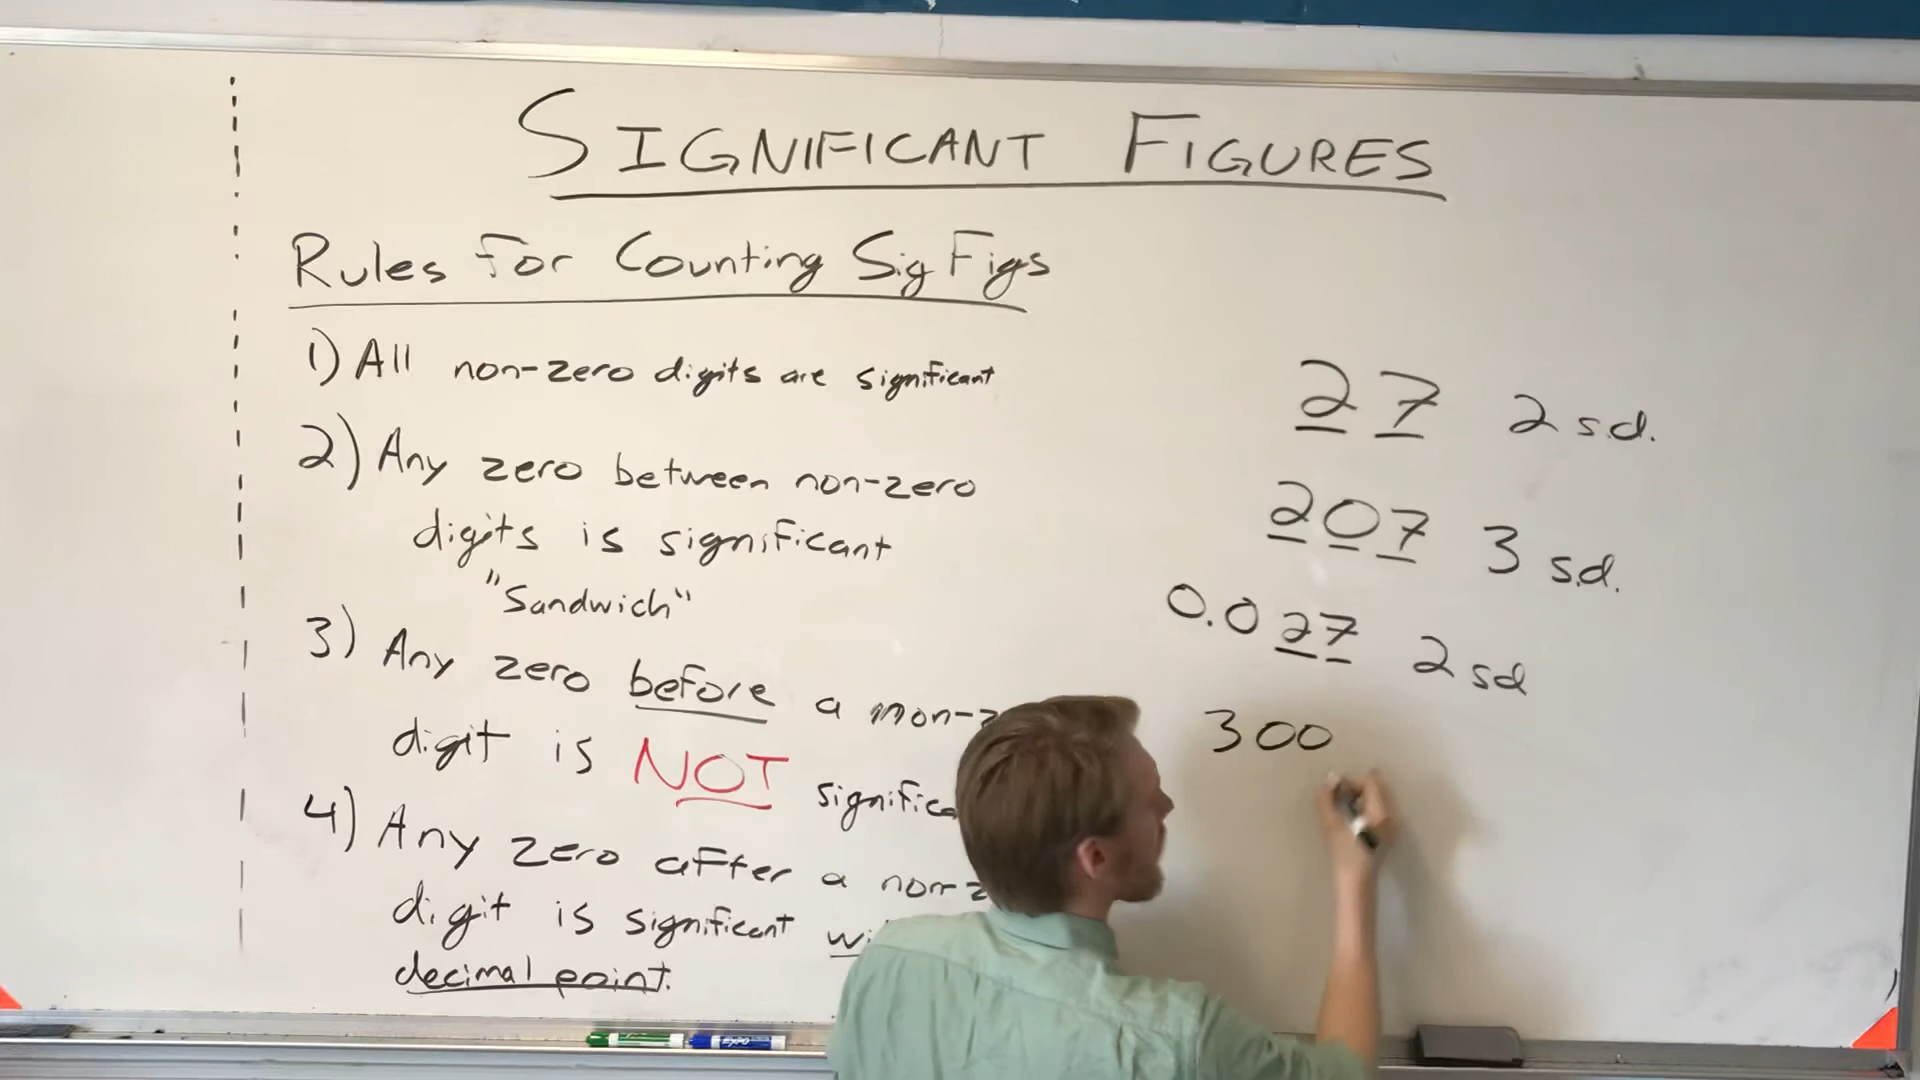 SIGNIFICANT FIGURES
Rules for Counting Sig Figs
1) All non-zero digits are significant
2) Any zero between non-zero
digits is significant
"Sandwich"
3) Any zero before a non-z
digit is NOT significa
4) Any zero after a non-z
digit is significant wi
decimal point.
27 2 s.d.
207 3 s.d.
0.027 2 sd
300
EXPO